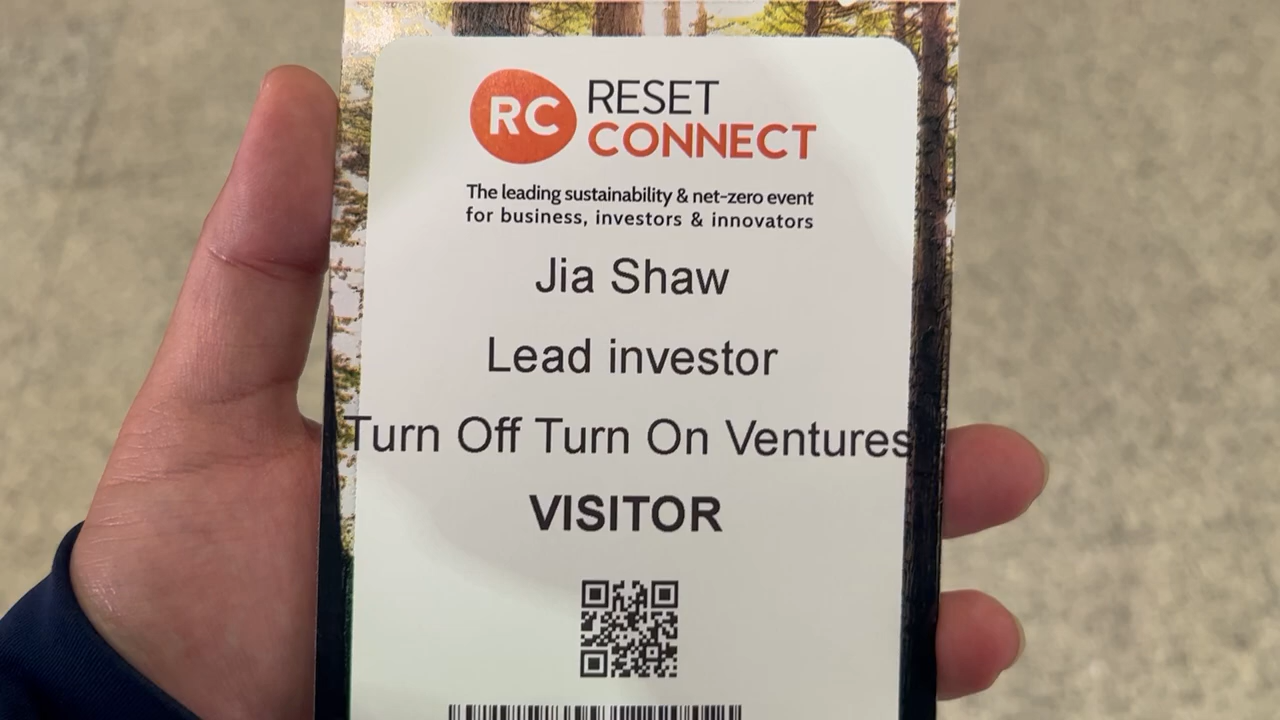 RC
RESET
CONNECT
The leading sustainability & net-zero event
for business, investors & innovators
Jia Shaw
Lead investor
Turn Off Turn On Ventures
VISITOR